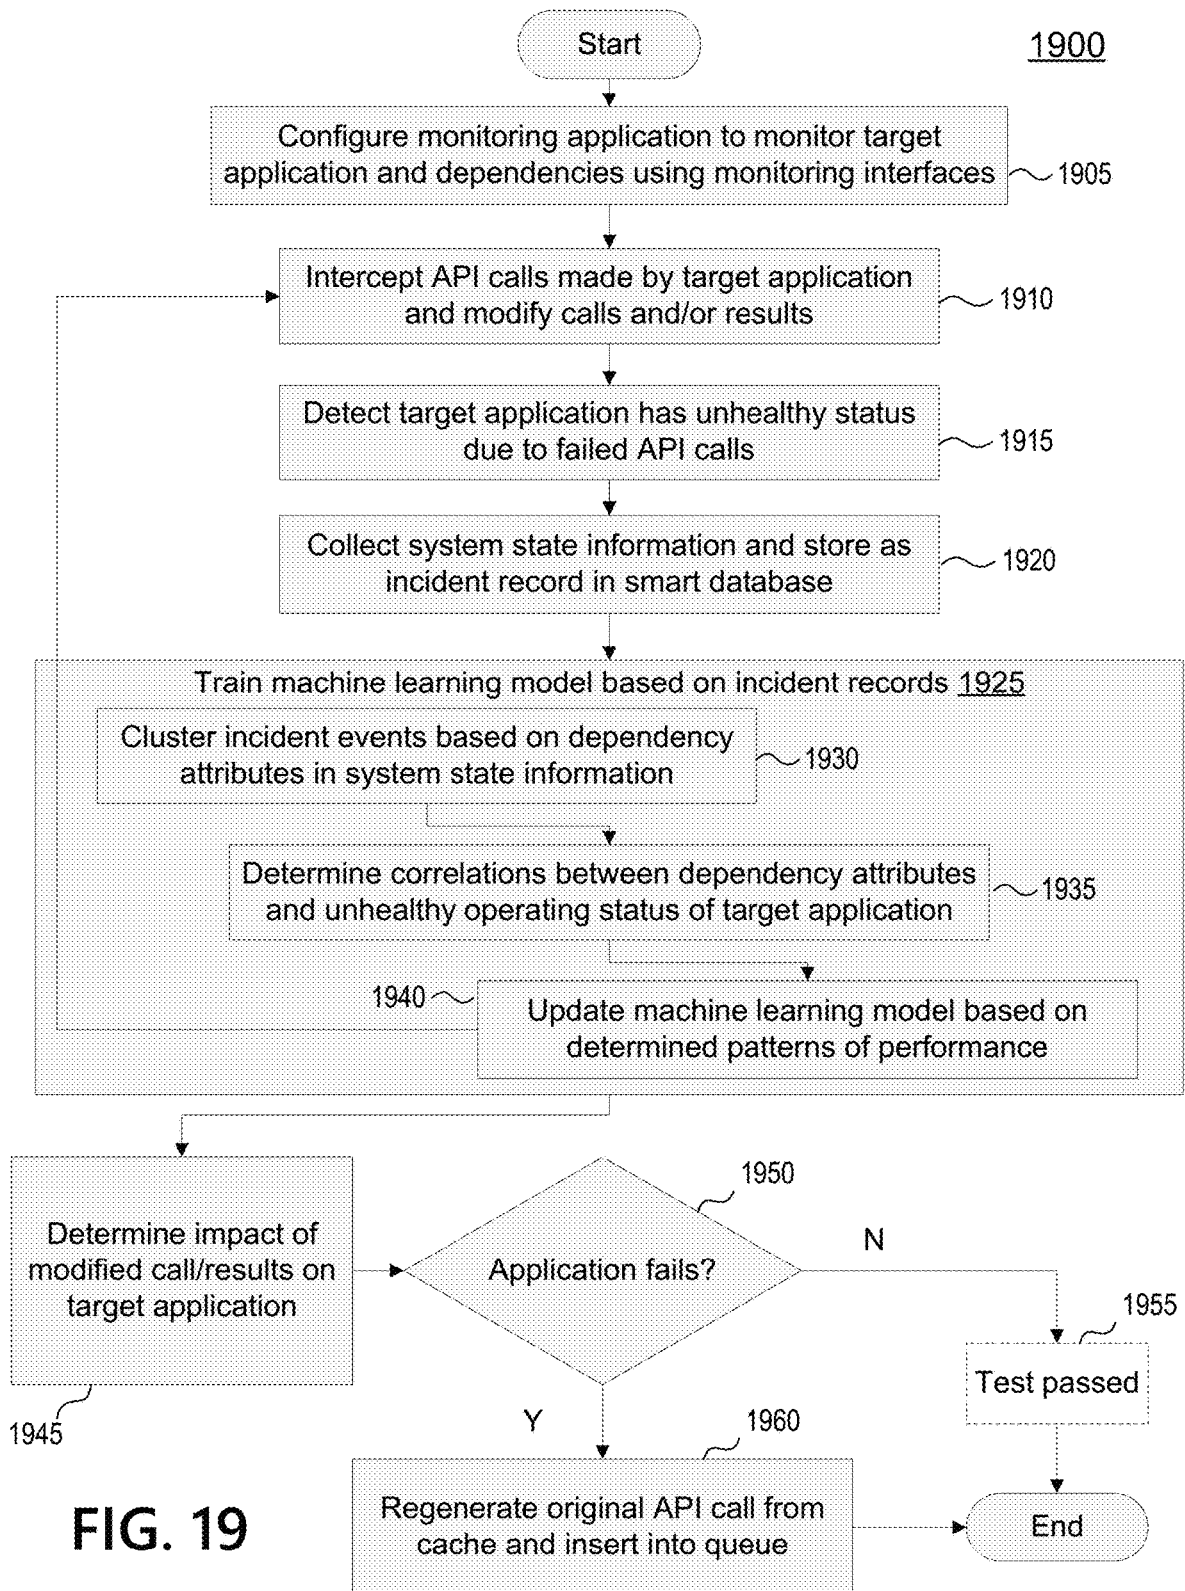 Start
1900
Configure monitoring application to monitor target
application and dependencies using monitoring interfaces
1905
Intercept API calls made by target application
and modify calls and/or results
1910
Detect target application has unhealthy status
due to failed API calls
1915
Collect system state information and store as
incident record in smart database
1920
Train machine learning model based on incident records 1925
Cluster incident events based on dependency
attributes in system state information
1930
Determine correlations between dependency attributes
and unhealthy operating status of target application
1935
1940
Update machine learning model based on
determined patterns of performance
Determine impact of
modified call/results on
target application
1945
Application fails?
1950
N
Y
1955
Test passed
1960
Regenerate original API call from
cache and insert into queue
End
FIG. 19